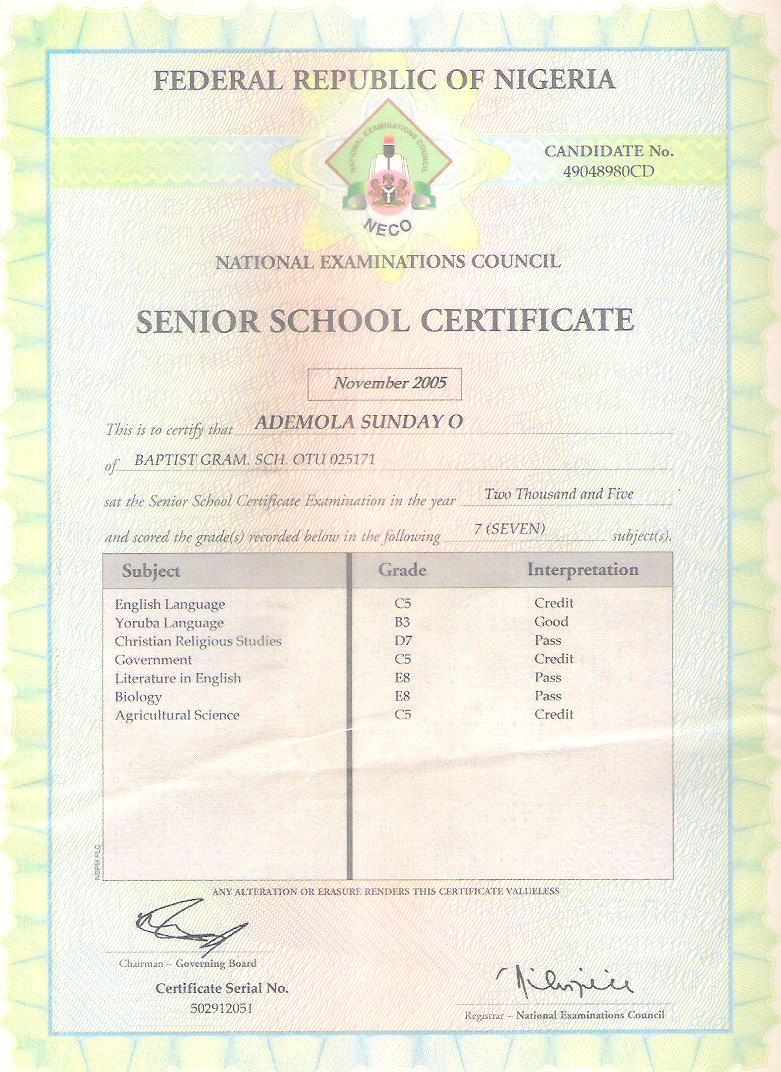 FEDERAL REPUBLIC OF NIGERIA
NATIONAL EXAMINATIONS COUNCIL
NECO
CANDIDATE No.
49048980CD
NATIONAL EXAMINATIONS COUNCIL
SENIOR SCHOOL CERTIFICATE
November 2005
This is to certify that ADEMOLA SUNDAY O
of BAPTIST GRAM. SCH. OTU 025171
sat the Senior School Certificate Examination in the year Two Thousand and Five
and scored the grade(s) recorded below in the following 7 (SEVEN) subject(s).
Subject Grade Interpretation
English Language C5 Credit
Yoruba Language B3 Good
Christian Religious Studies D7 Pass
Government C5 Credit
Literature in English E8 Pass
Biology E8 Pass
Agricultural Science C5 Credit
NSPM PLC
ANY ALTERATION OR ERASURE RENDERS THIS CERTIFICATE VALUELESS
Chairman – Governing Board
Certificate Serial No.
502912051
Registrar – National Examinations Council